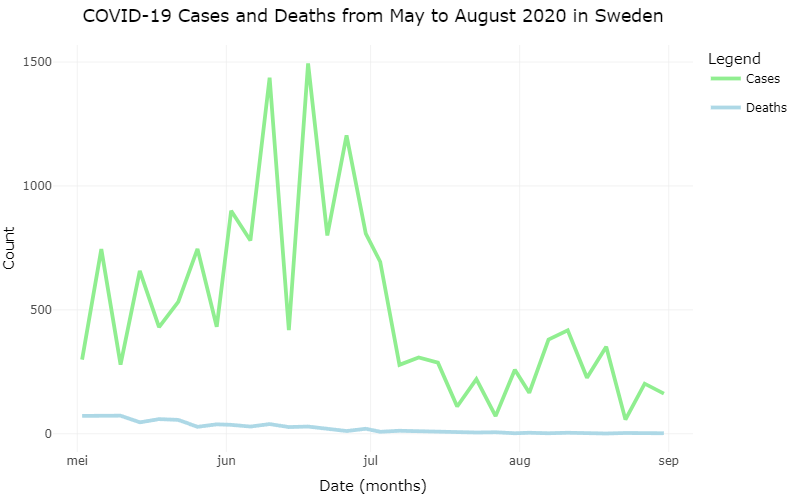 COVID-19 Cases and Deaths from May to August 2020 in Sweden
Legend
Cases
Deaths
Count
1500
1000
500
0
mei jun jul aug sep
Date (months)